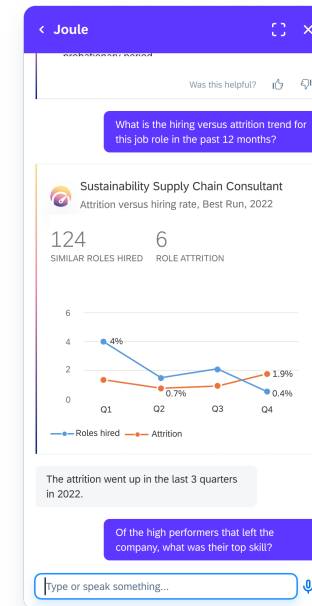 Joule
probationary period
Was this helpful?
What is the hiring versus attrition trend for
this job role in the past 12 months?
Sustainability Supply Chain Consultant
Attrition versus hiring rate, Best Run, 2022
124
6
SIMILAR ROLES HIRED
ROLE ATTRITION
6
4
2
0
4%
0.7%
1.9%
0.4%
Q1
Q2
Q3
Q4
Roles hired
Attrition
The attrition went up in the last 3 quarters
in 2022.
Of the high performers that left the
company, what was their top skill?
Type or speak something...